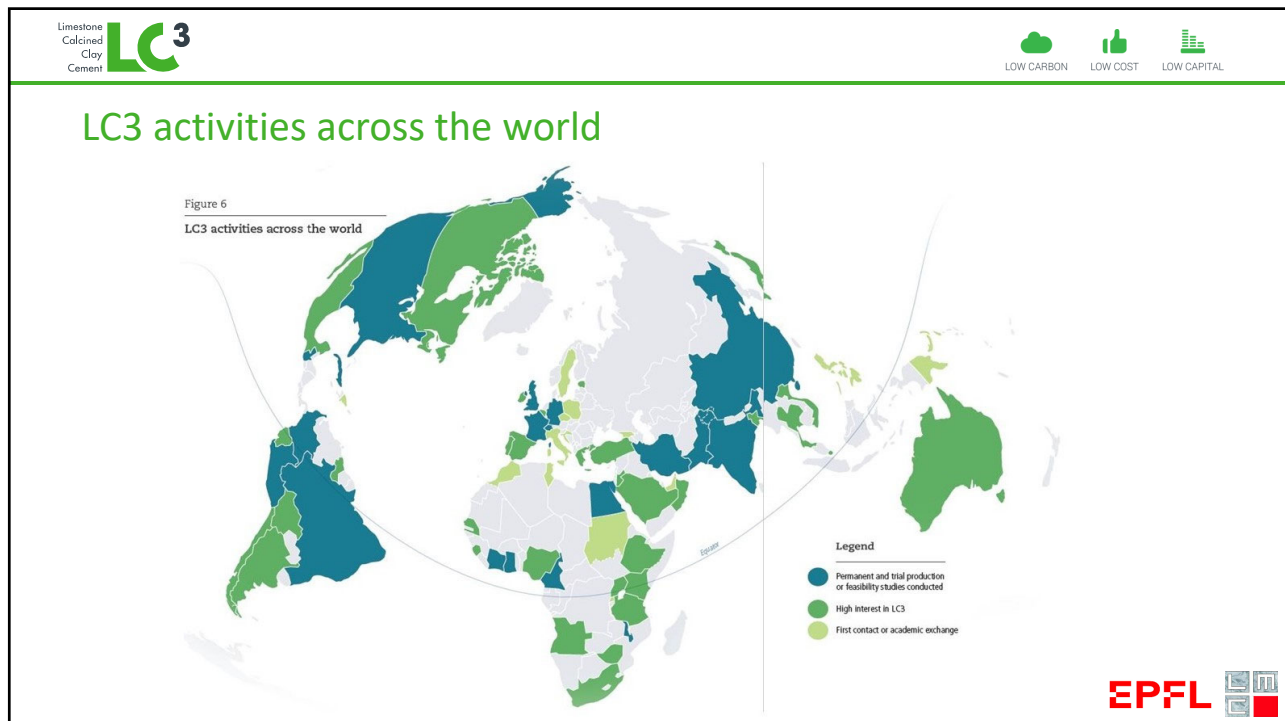 Limestone
Calcined
Clay
Cement
LC3
LOW CARBON
LOW COST
LOW CAPITAL
LC3 activities across the world
Figure 6
LC3 activities across the world
Equator
Legend
Permanent and trial production
or feasibility studies conducted
High interest in LC3
First contact or academic exchange
EPFL
L
m
C